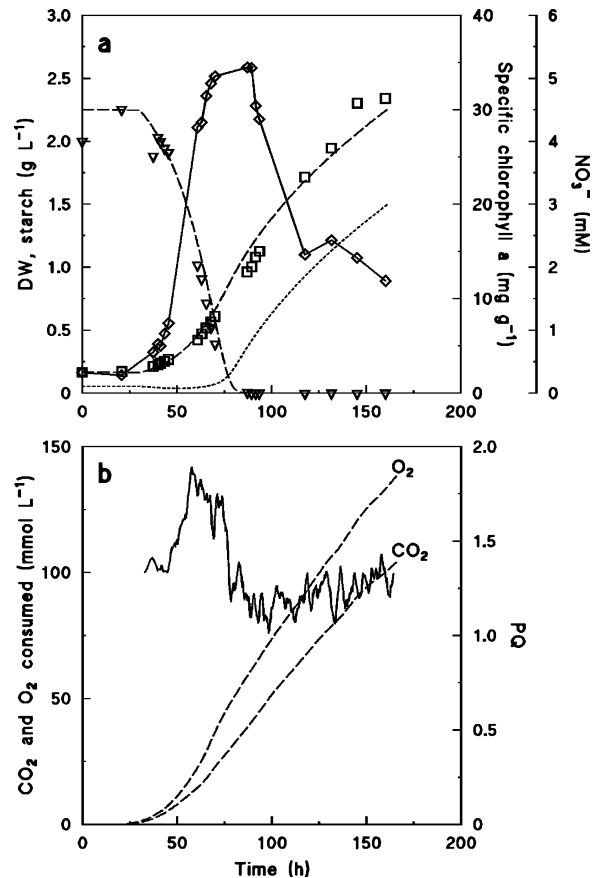 a
3.0
2.5
2.0
1.5
1.0
0.5
0
DW, starch (g L⁻¹)
40
30
20
10
0
Specific chlorophyll a (mg g⁻¹)
6
5
4
3
2
1
0
NO₃⁻ (mM)
0 50 100 150 200
b
150
100
50
0
CO₂ and O₂ consumed (mmol L⁻¹)
O₂
CO₂
2.0
1.5
1.0
0.5
0
PQ
0 50 100 150 200
Time (h)